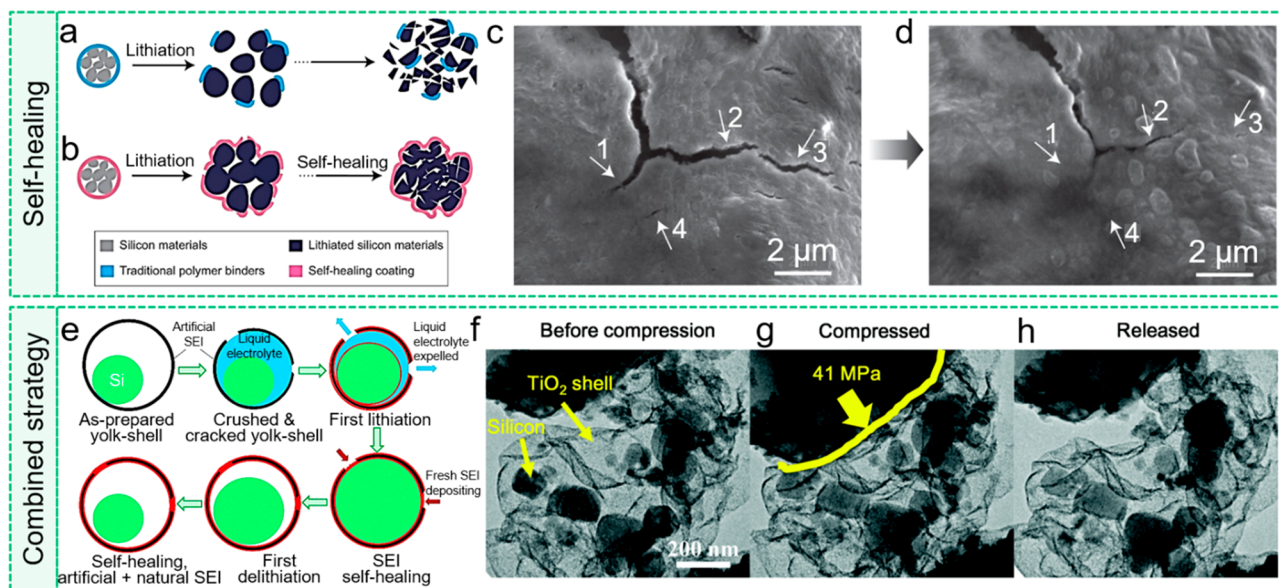 Self-healing
a
Lithiation
b
Lithiation
Self-healing
Silicon materials
Lithiated silicon materials
Traditional polymer binders
Self-healing coating
c
1
2
3
4
2 μm
d
1
2
3
4
2 μm
Combined strategy
e
Artificial
SEI
Si
Liquid
electrolyte
Liquid
electrolyte
expelled
As-prepared
yolk-shell
Crushed &
cracked yolk-shell
First lithiation
Fresh SEI
depositing
Self-healing,
artificial + natural SEI
First
delithiation
SEI
self-healing
f
Before compression
TiO₂ shell
Silicon
200 nm
g
Compressed
41 MPa
h
Released